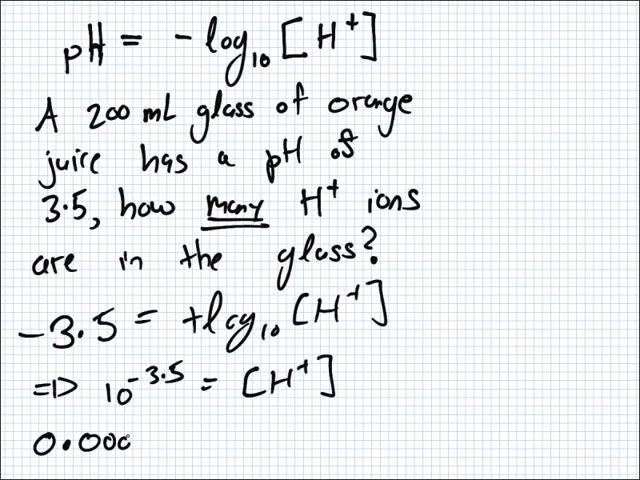 pH = - log₁₀ [H⁺]
A 200 mL glass of orange
juice has a pH of
3.5, how many H⁺ ions
are in the glass?
-3.5 = +log₁₀ [H⁺]
=> 10⁻³·⁵ = [H⁺]
0.000